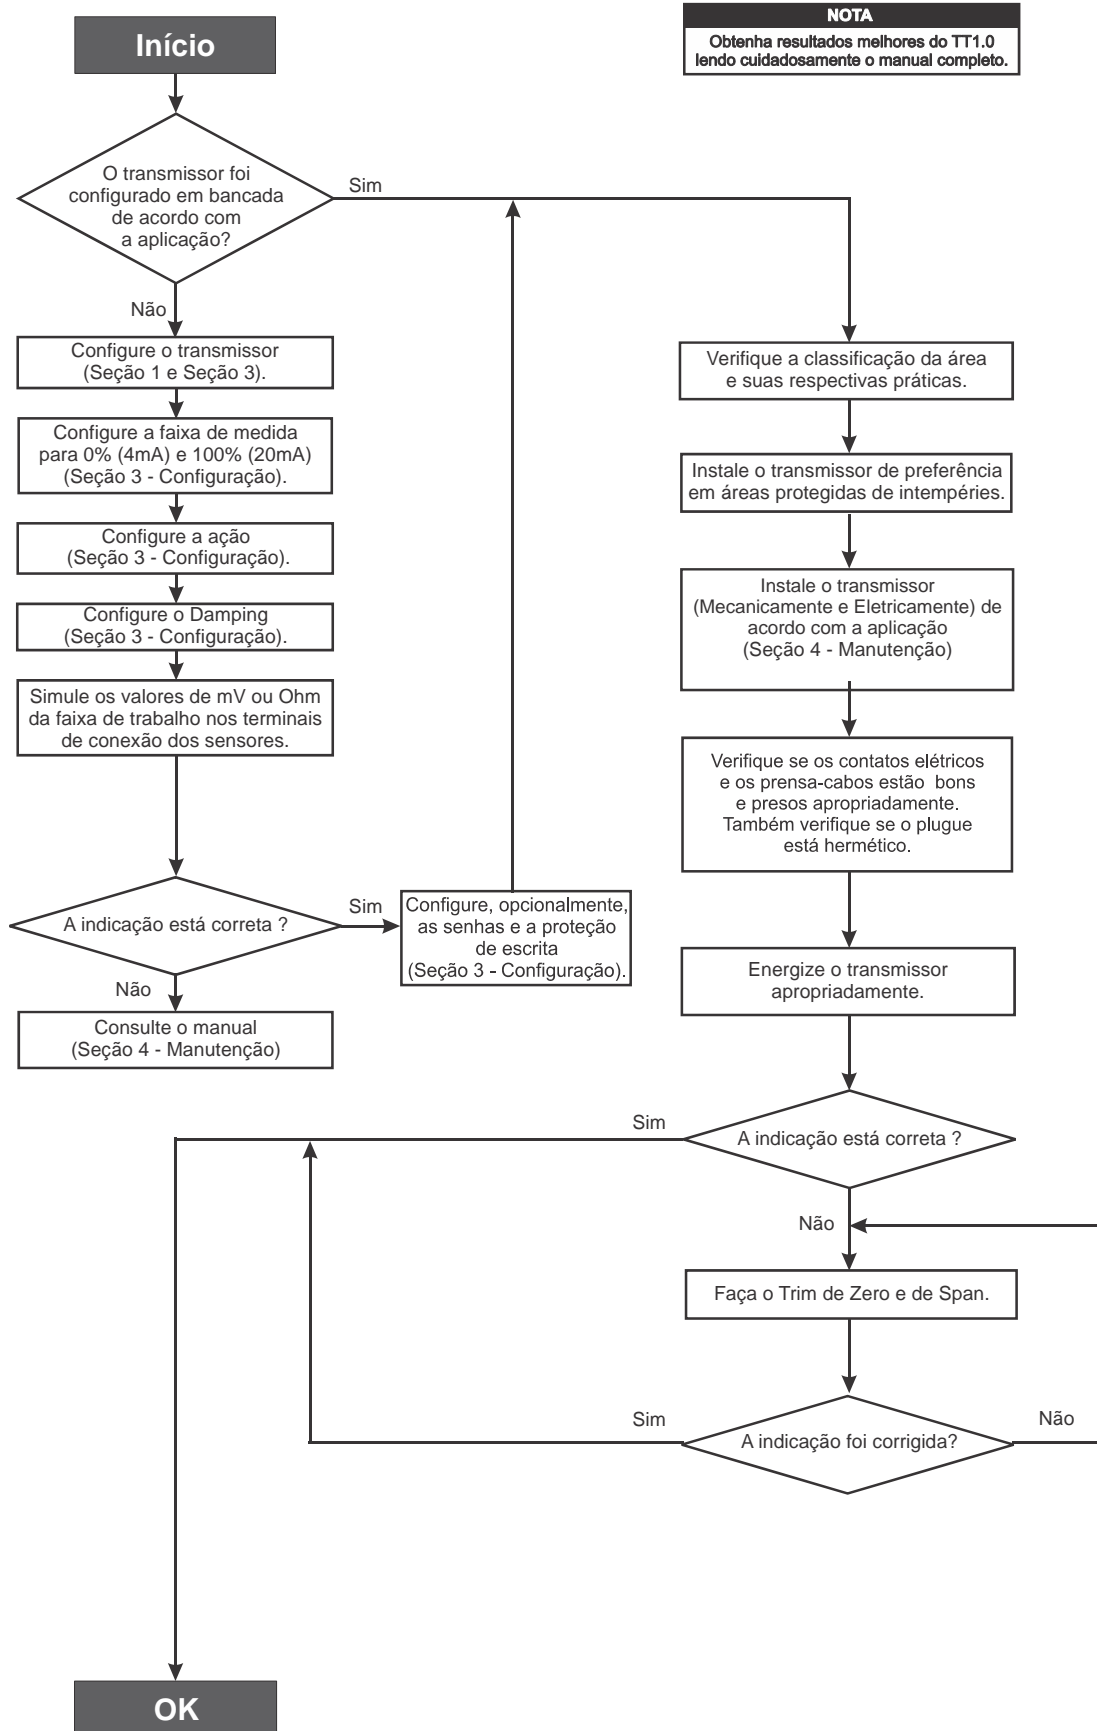 Início
NOTA
Obtenha resultados melhores do TT1.0
lendo cuidadosamente o manual completo.
O transmissor foi
configurado em bancada
de acordo com
a aplicação?
Sim
Não
Configure o transmissor
(Seção 1 e Seção 3).
Configure a faixa de medida
para 0% (4mA) e 100% (20mA)
(Seção 3 - Configuração).
Configure a ação
(Seção 3 - Configuração).
Configure o Damping
(Seção 3 - Configuração).
Simule os valores de mV ou Ohm
da faixa de trabalho nos terminais
de conexão dos sensores.
A indicação está correta ?
Sim
Configure, opcionalmente,
as senhas e a proteção
de escrita
(Seção 3 - Configuração).
Não
Consulte o manual
(Seção 4 - Manutenção)
Verifique a classificação da área
e suas respectivas práticas.
Instale o transmissor de preferência
em áreas protegidas de intempéries.
Instale o transmissor
(Mecanicamente e Eletricamente) de
acordo com a aplicação
(Seção 4 - Manutenção)
Verifique se os contatos elétricos
e os prensa-cabos estão  bons
e presos apropriadamente.
Também verifique se o plugue
está hermético.
Energize o transmissor
apropriadamente.
Sim
A indicação está correta ?
Não
Faça o Trim de Zero e de Span.
Sim
A indicação foi corrigida?
Não
OK